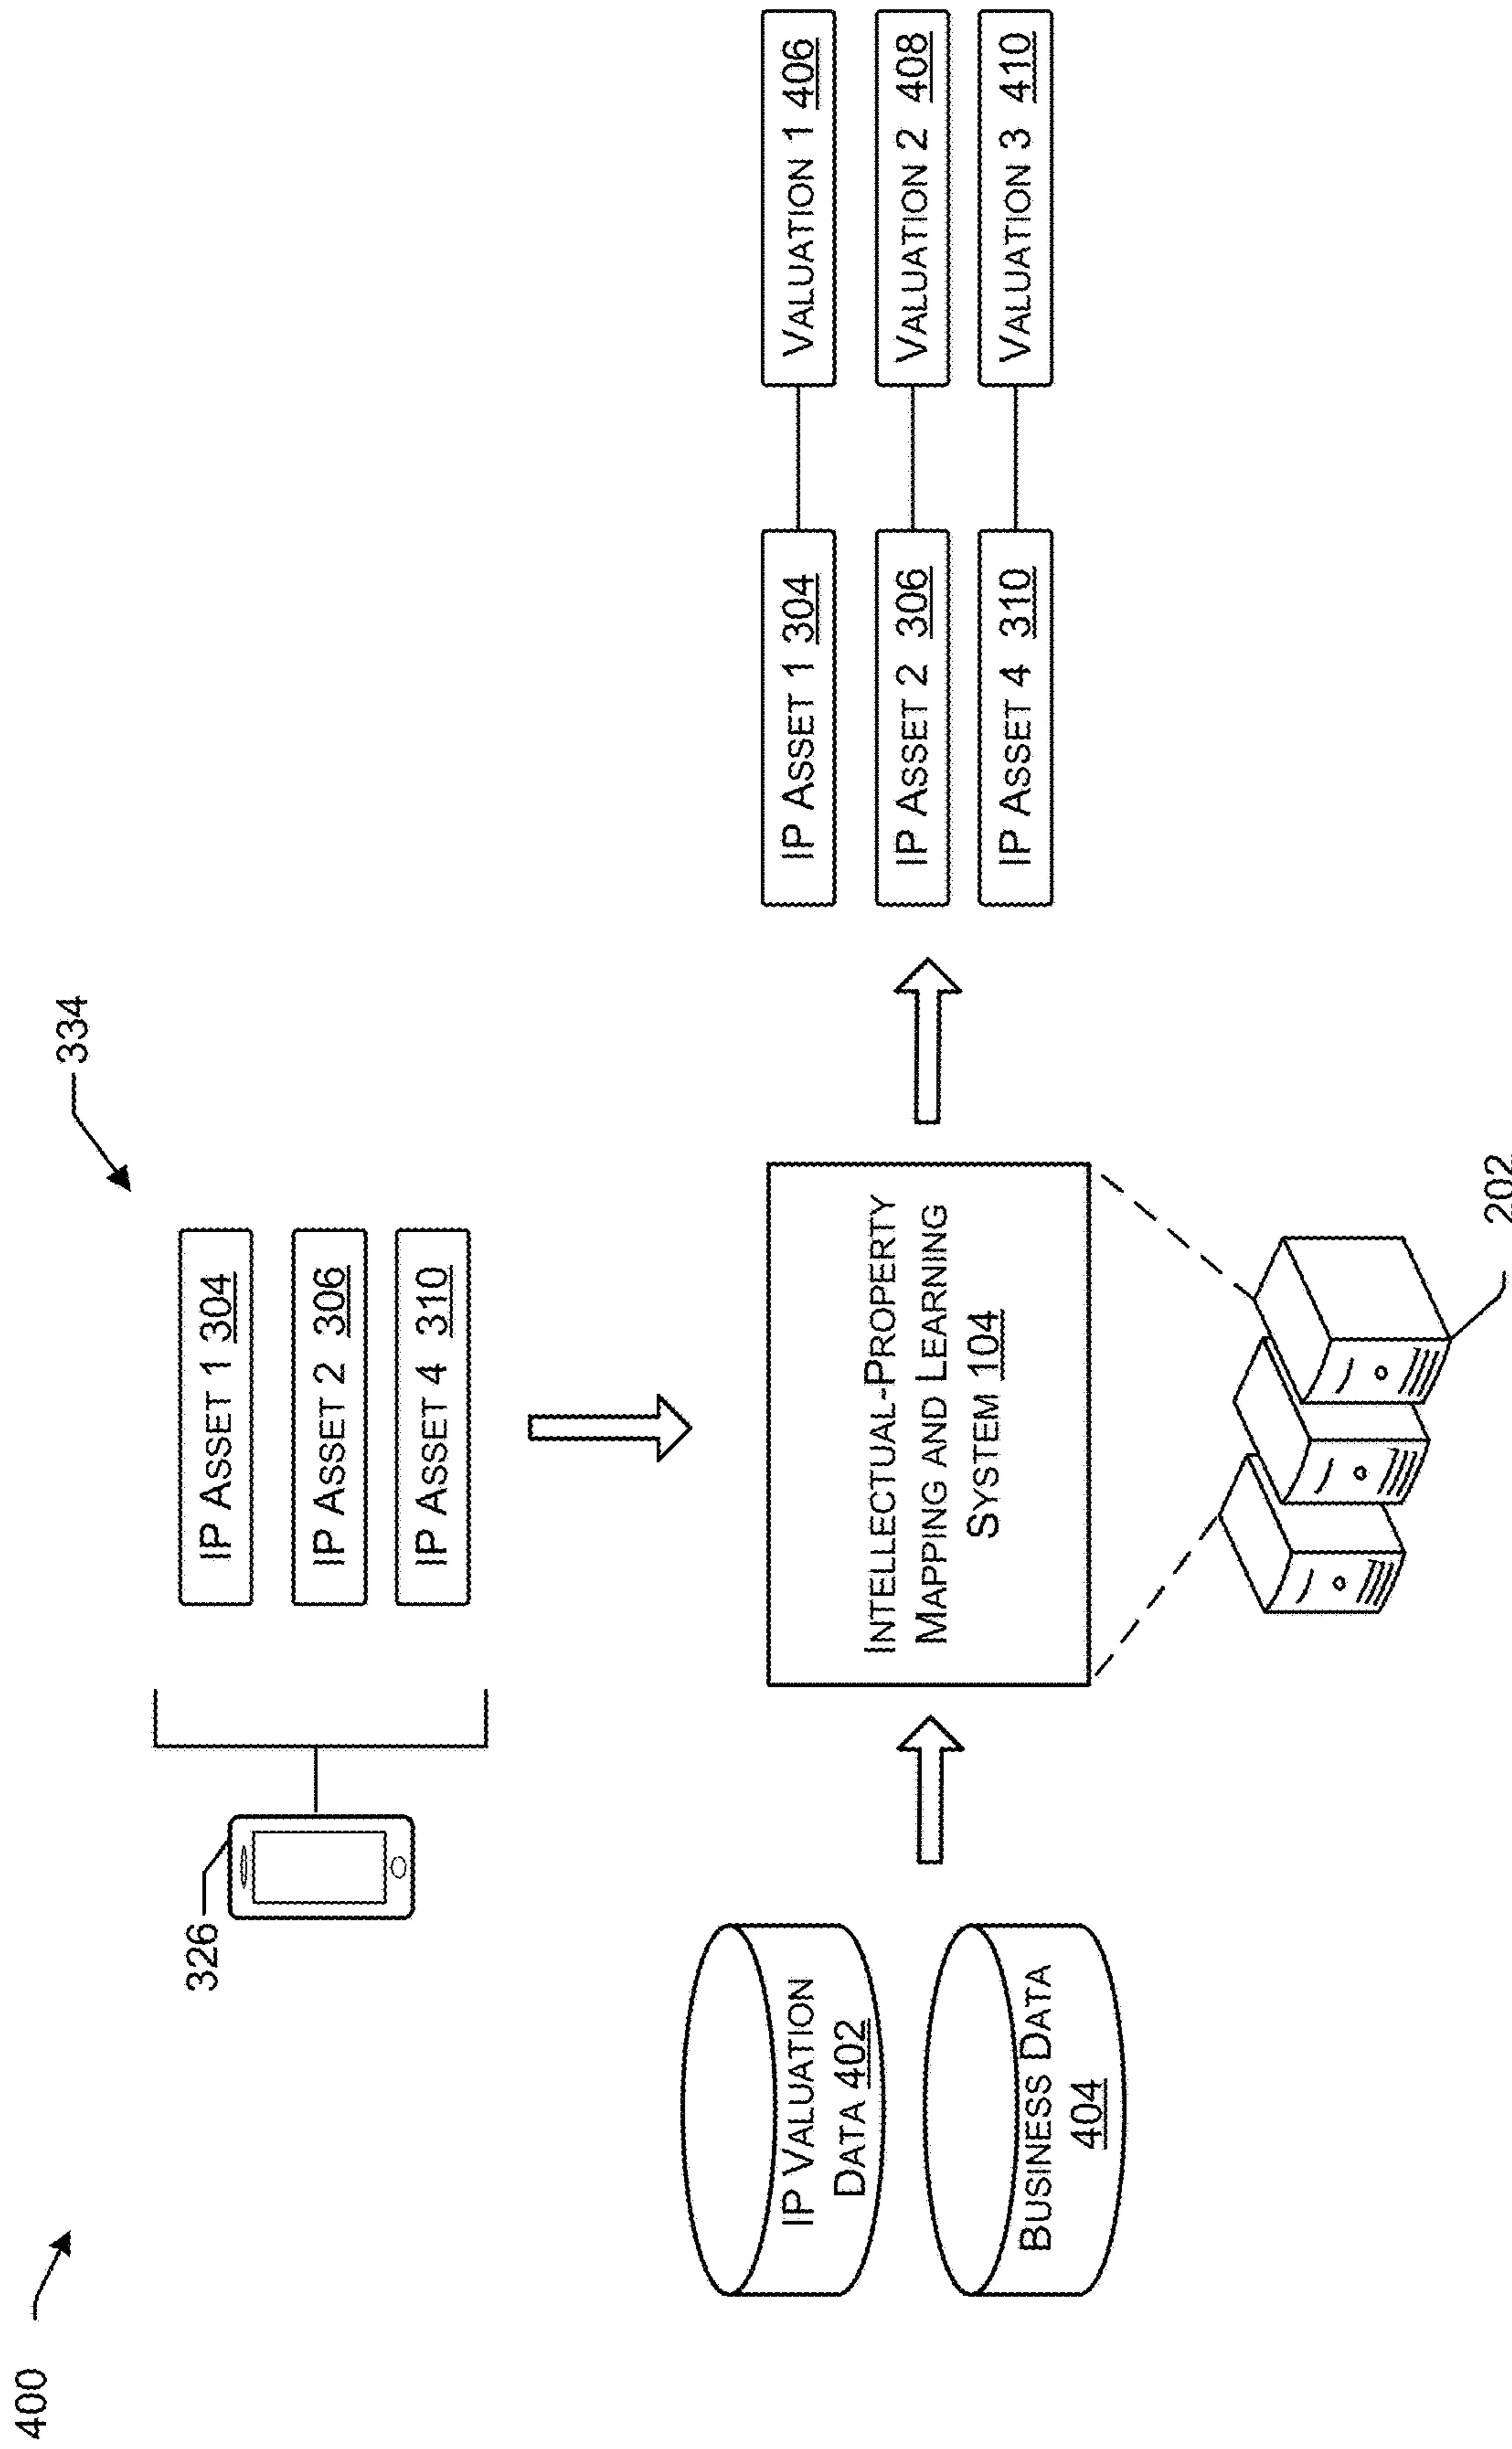 400
334
326
IP ASSET 1 304
IP ASSET 2 306
IP ASSET 4 310
IP VALUATION
DATA 402
BUSINESS DATA
404
INTELLECTUAL-PROPERTY
MAPPING AND LEARNING
SYSTEM 104
202
IP ASSET 1 304
VALUATION 1 406
IP ASSET 2 306
VALUATION 2 408
IP ASSET 4 310
VALUATION 3 410